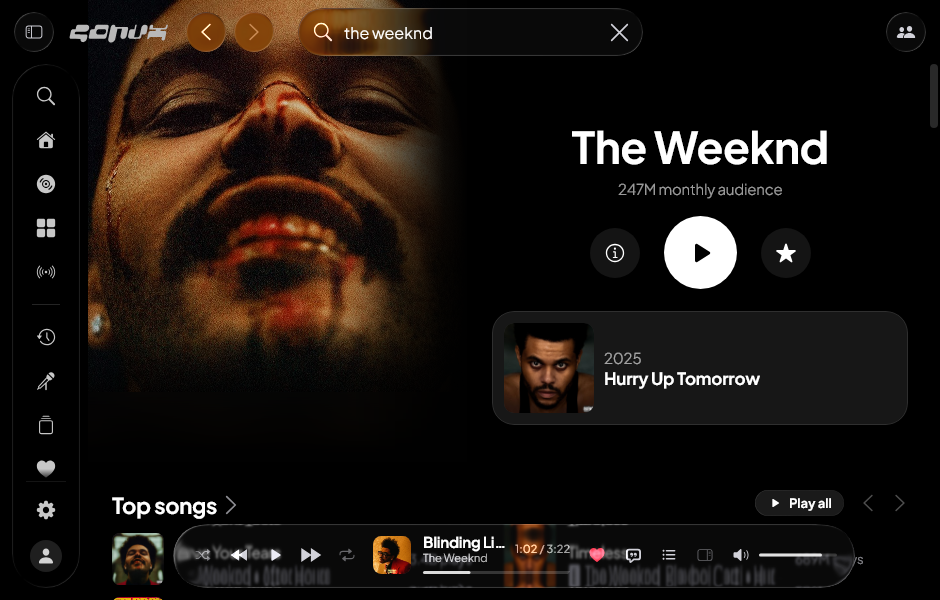 the weeknd
The Weeknd
247M monthly audience
2025
Hurry Up Tomorrow
Top songs
Play all
Blinding Li...
The Weeknd
1:02 / 3:22